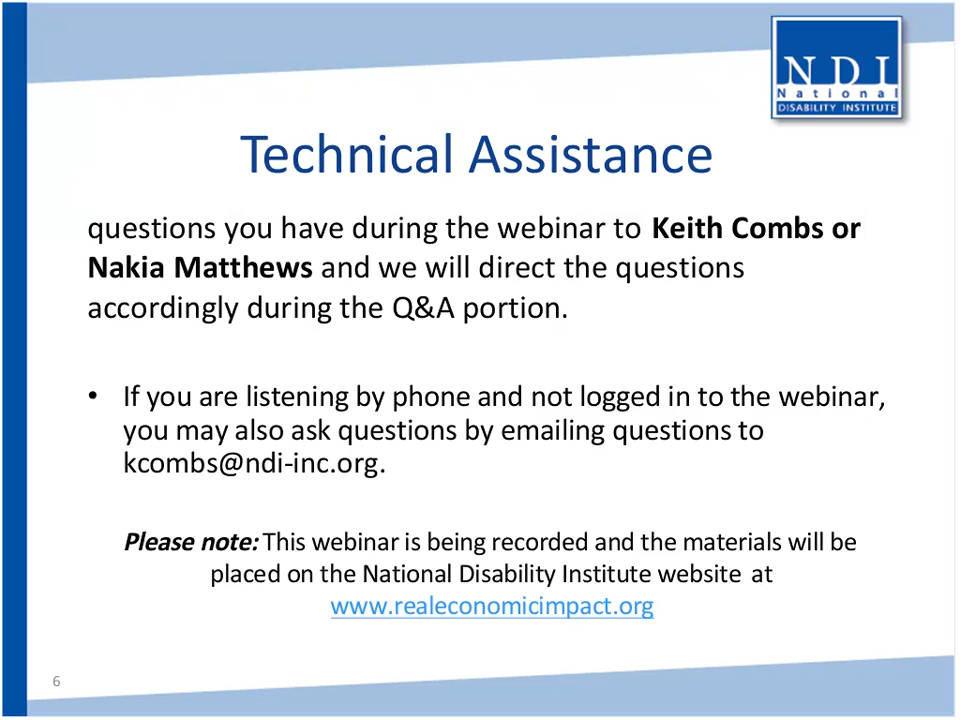 NDI
National
DISABILITY INSTITUTE
Technical Assistance
questions you have during the webinar to Keith Combs or
Nakia Matthews and we will direct the questions
accordingly during the Q&A portion.
• If you are listening by phone and not logged in to the webinar,
you may also ask questions by emailing questions to
kcombs@ndi-inc.org.
Please note: This webinar is being recorded and the materials will be
placed on the National Disability Institute website at
www.realeconomicimpact.org
6